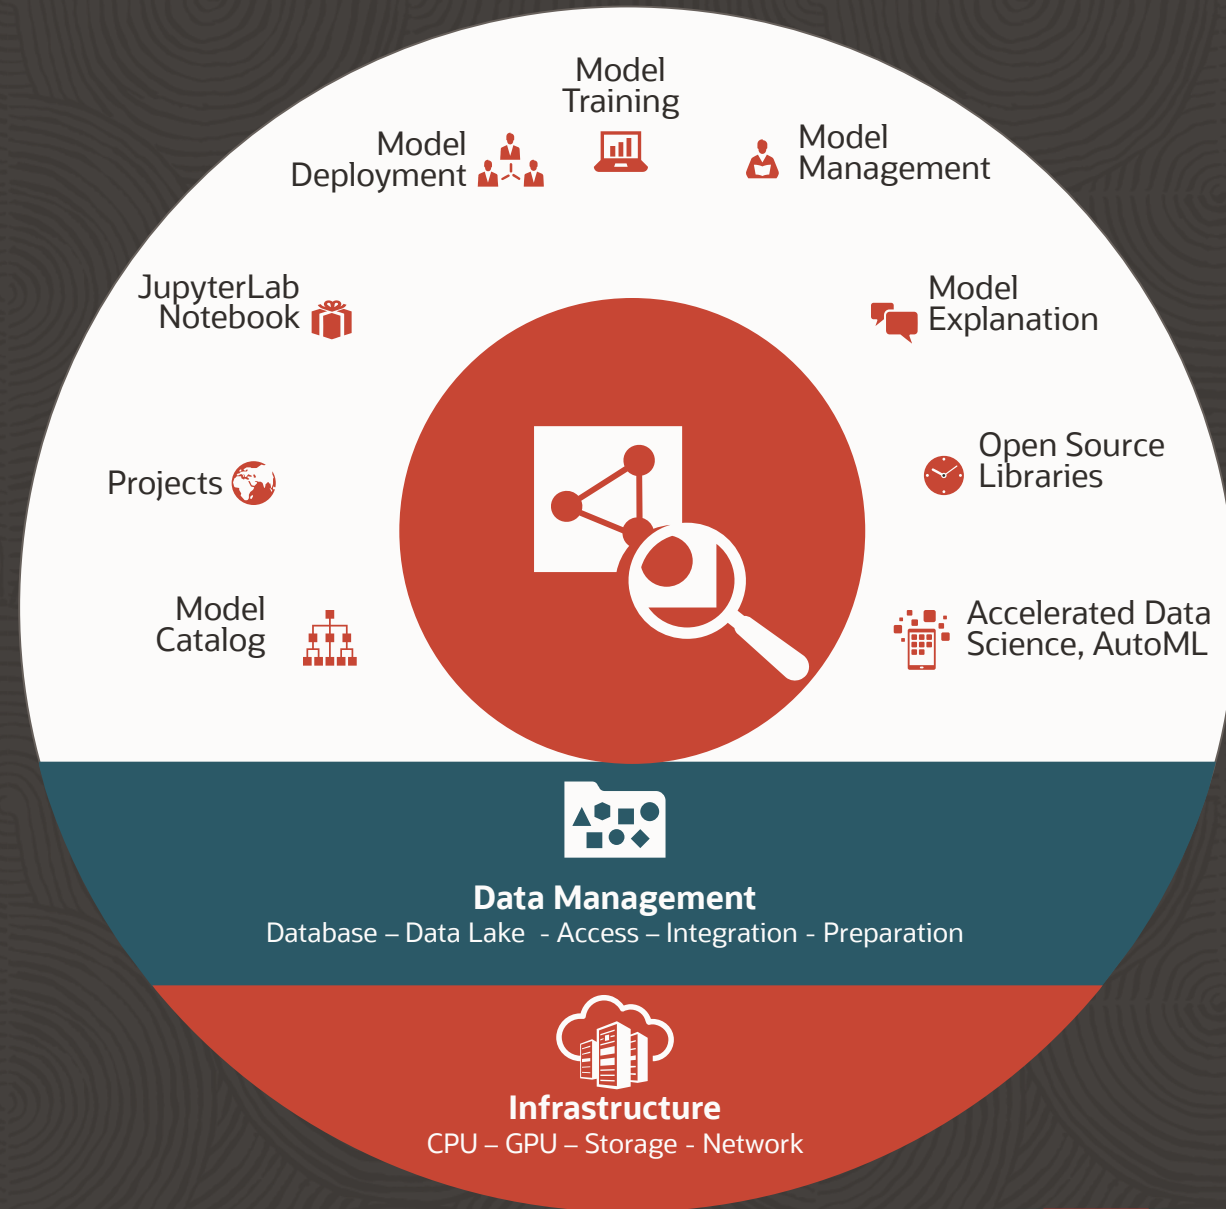 Model
Training
Model
Deployment
Model
Management
JupyterLab
Notebook
Model
Explanation
Projects
Open Source
Libraries
Model
Catalog
Accelerated Data
Science, AutoML
Data Management
Database – Data Lake  - Access – Integration - Preparation
Infrastructure
CPU – GPU – Storage - Network